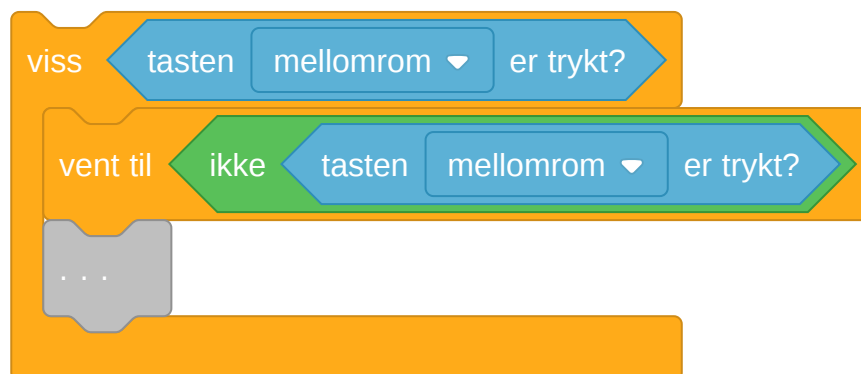 viss tasten mellomrom er trykt?
vent til ikke tasten mellomrom er trykt?
. . .